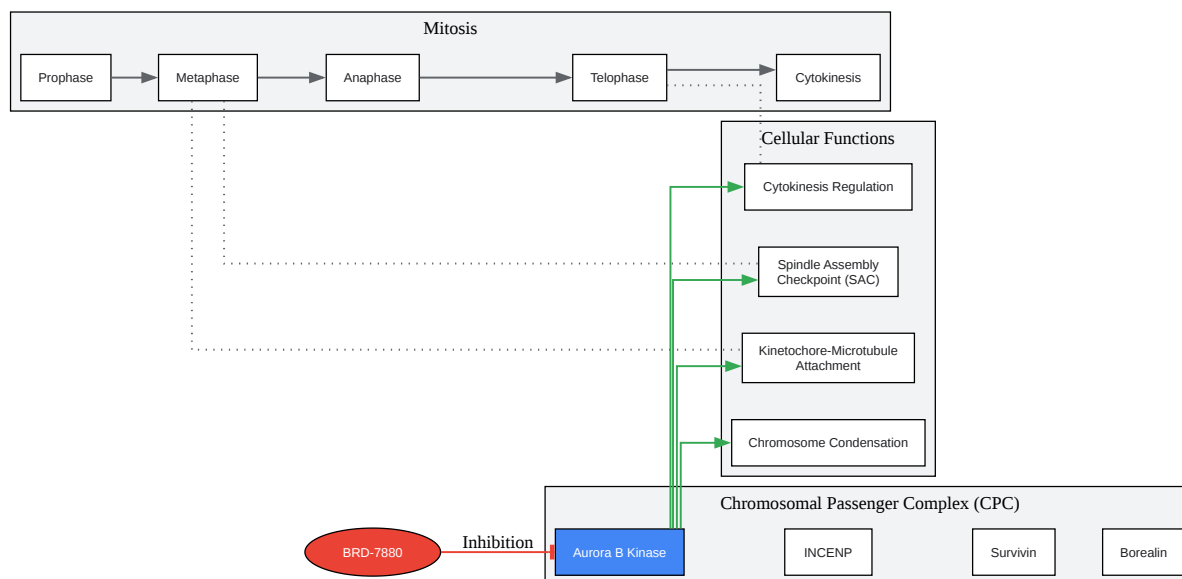 Mitosis
Prophase
Metaphase
Anaphase
Telophase
Cytokinesis
Cellular Functions
Cytokinesis Regulation
Spindle Assembly
Checkpoint (SAC)
Kinetochore-Microtubule
Attachment
Chromosome Condensation
Chromosomal Passenger Complex (CPC)
BRD-7880
Inhibition
Aurora B Kinase
INCENP
Survivin
Borealin